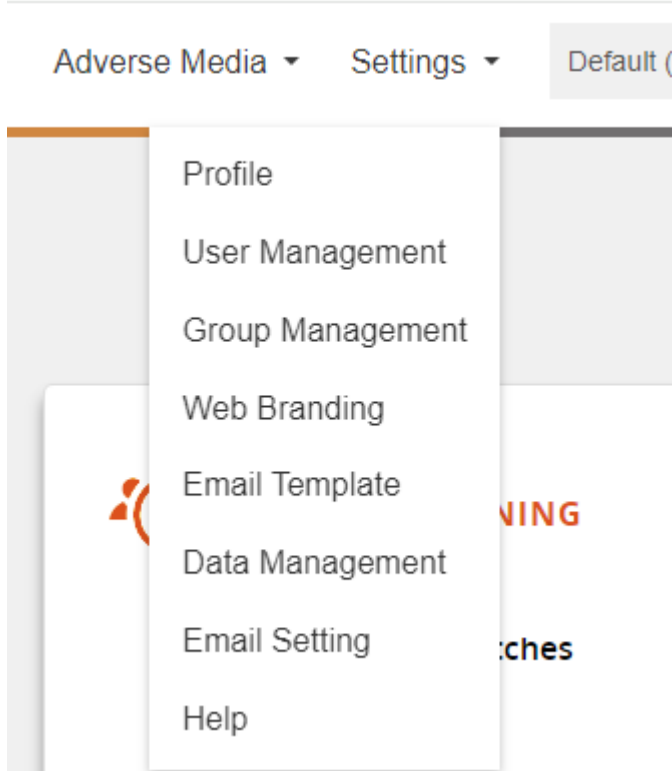 Adverse Media Settings Default (
Profile
User Management
Group Management
Web Branding
Email Template
NING
Data Management
Email Setting
ches
Help